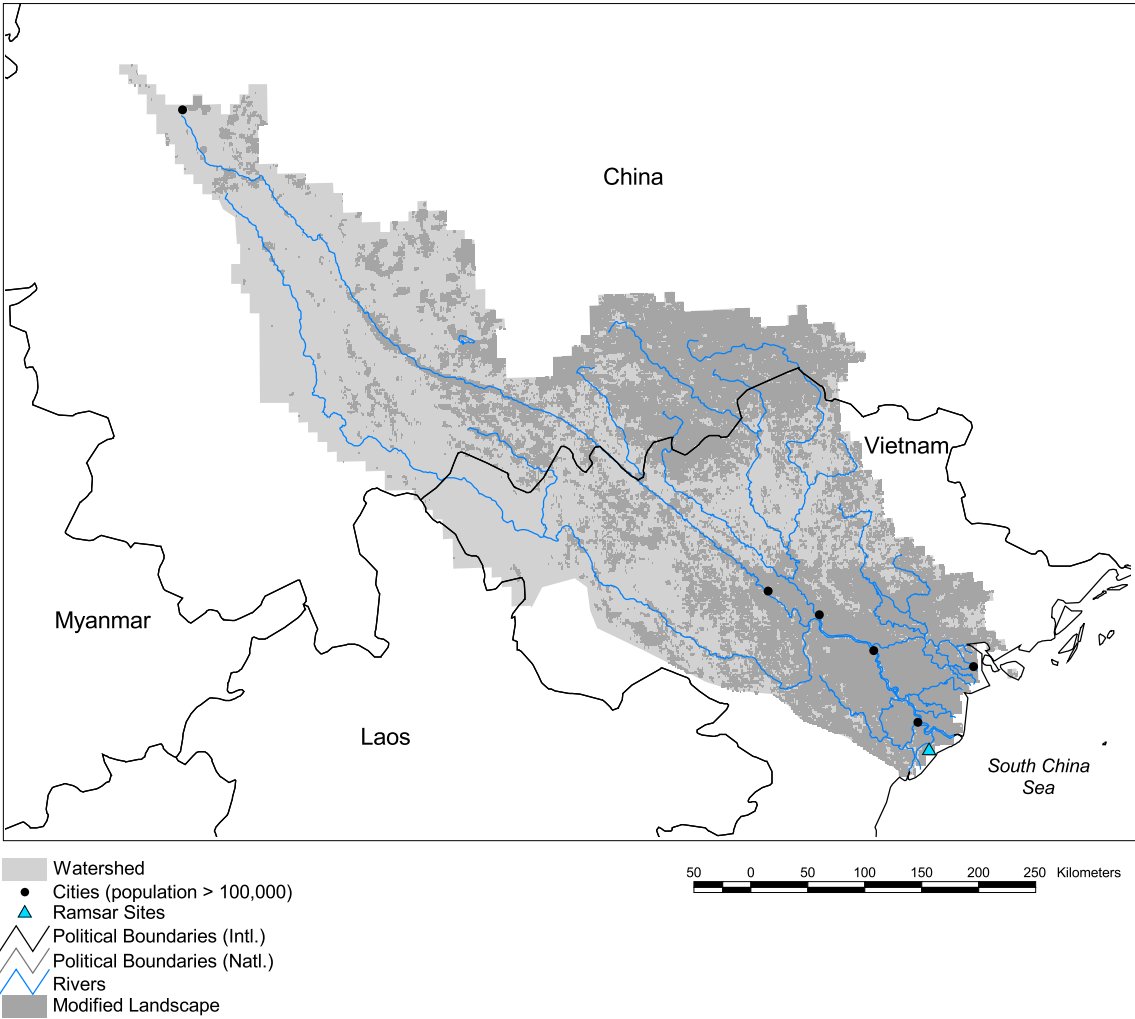 China
Vietnam
Myanmar
Laos
South China
Sea
Watershed
Cities (population > 100,000)
Ramsar Sites
Political Boundaries (Intl.)
Political Boundaries (Natl.)
Rivers
Modified Landscape
50 0 50 100 150 200 250 Kilometers